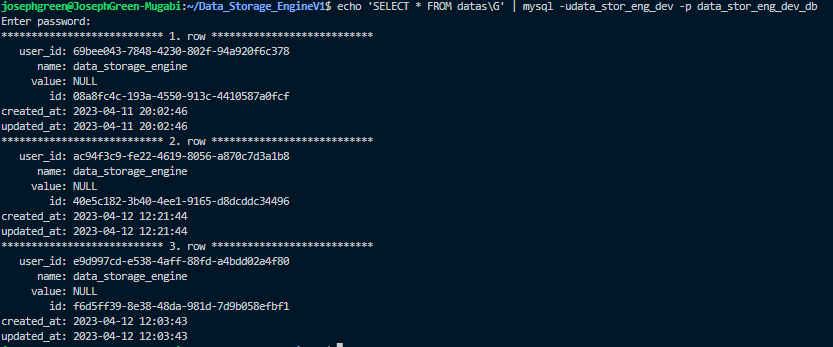 josephgreen@JosephGreen-Mugabi:~/Data_Storage_EngineV1$ echo 'SELECT * FROM datas\G' | mysql -udata_stor_eng_dev -p data_stor_eng_dev_db
Enter password:
*************************** 1. row ***************************
user_id: 69bee043-7848-4230-802f-94a920f6c378
name: data_storage_engine
value: NULL
id: 08a8fc4c-193a-4550-913c-4410587a0fcf
created_at: 2023-04-11 20:02:46
updated_at: 2023-04-11 20:02:46
*************************** 2. row ***************************
user_id: ac94f3c9-fe22-4619-8056-a870c7d3a1b8
name: data_storage_engine
value: NULL
id: 40e5c182-3b40-4ee1-9165-d8dcddc34496
created_at: 2023-04-12 12:21:44
updated_at: 2023-04-12 12:21:44
*************************** 3. row ***************************
user_id: e9d997cd-e538-4aff-88fd-a4bdd02a4f80
name: data_storage_engine
value: NULL
id: f6d5ff39-8e38-48da-981d-7d9b058efbf1
created_at: 2023-04-12 12:03:43
updated_at: 2023-04-12 12:03:43